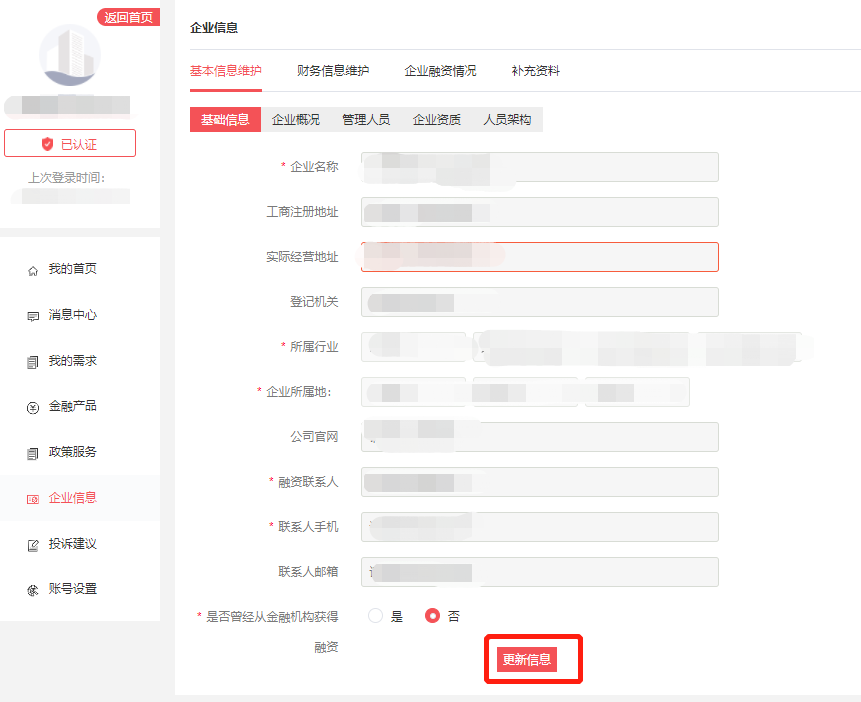 返回首页
已认证
上次登录时间：
我的首页
消息中心
我的需求
金融产品
政策服务
企业信息
投诉建议
账号设置
企业信息
基本信息维护 财务信息维护 企业融资情况 补充资料
基础信息 企业概况 管理人员 企业资质 人员架构
* 企业名称
工商注册地址
实际经营地址
登记机关
* 所属行业
* 企业所属地：
公司官网
* 融资联系人
* 联系人手机
联系人邮箱
* 是否曾经从金融机构获得 是 否
融资
更新信息